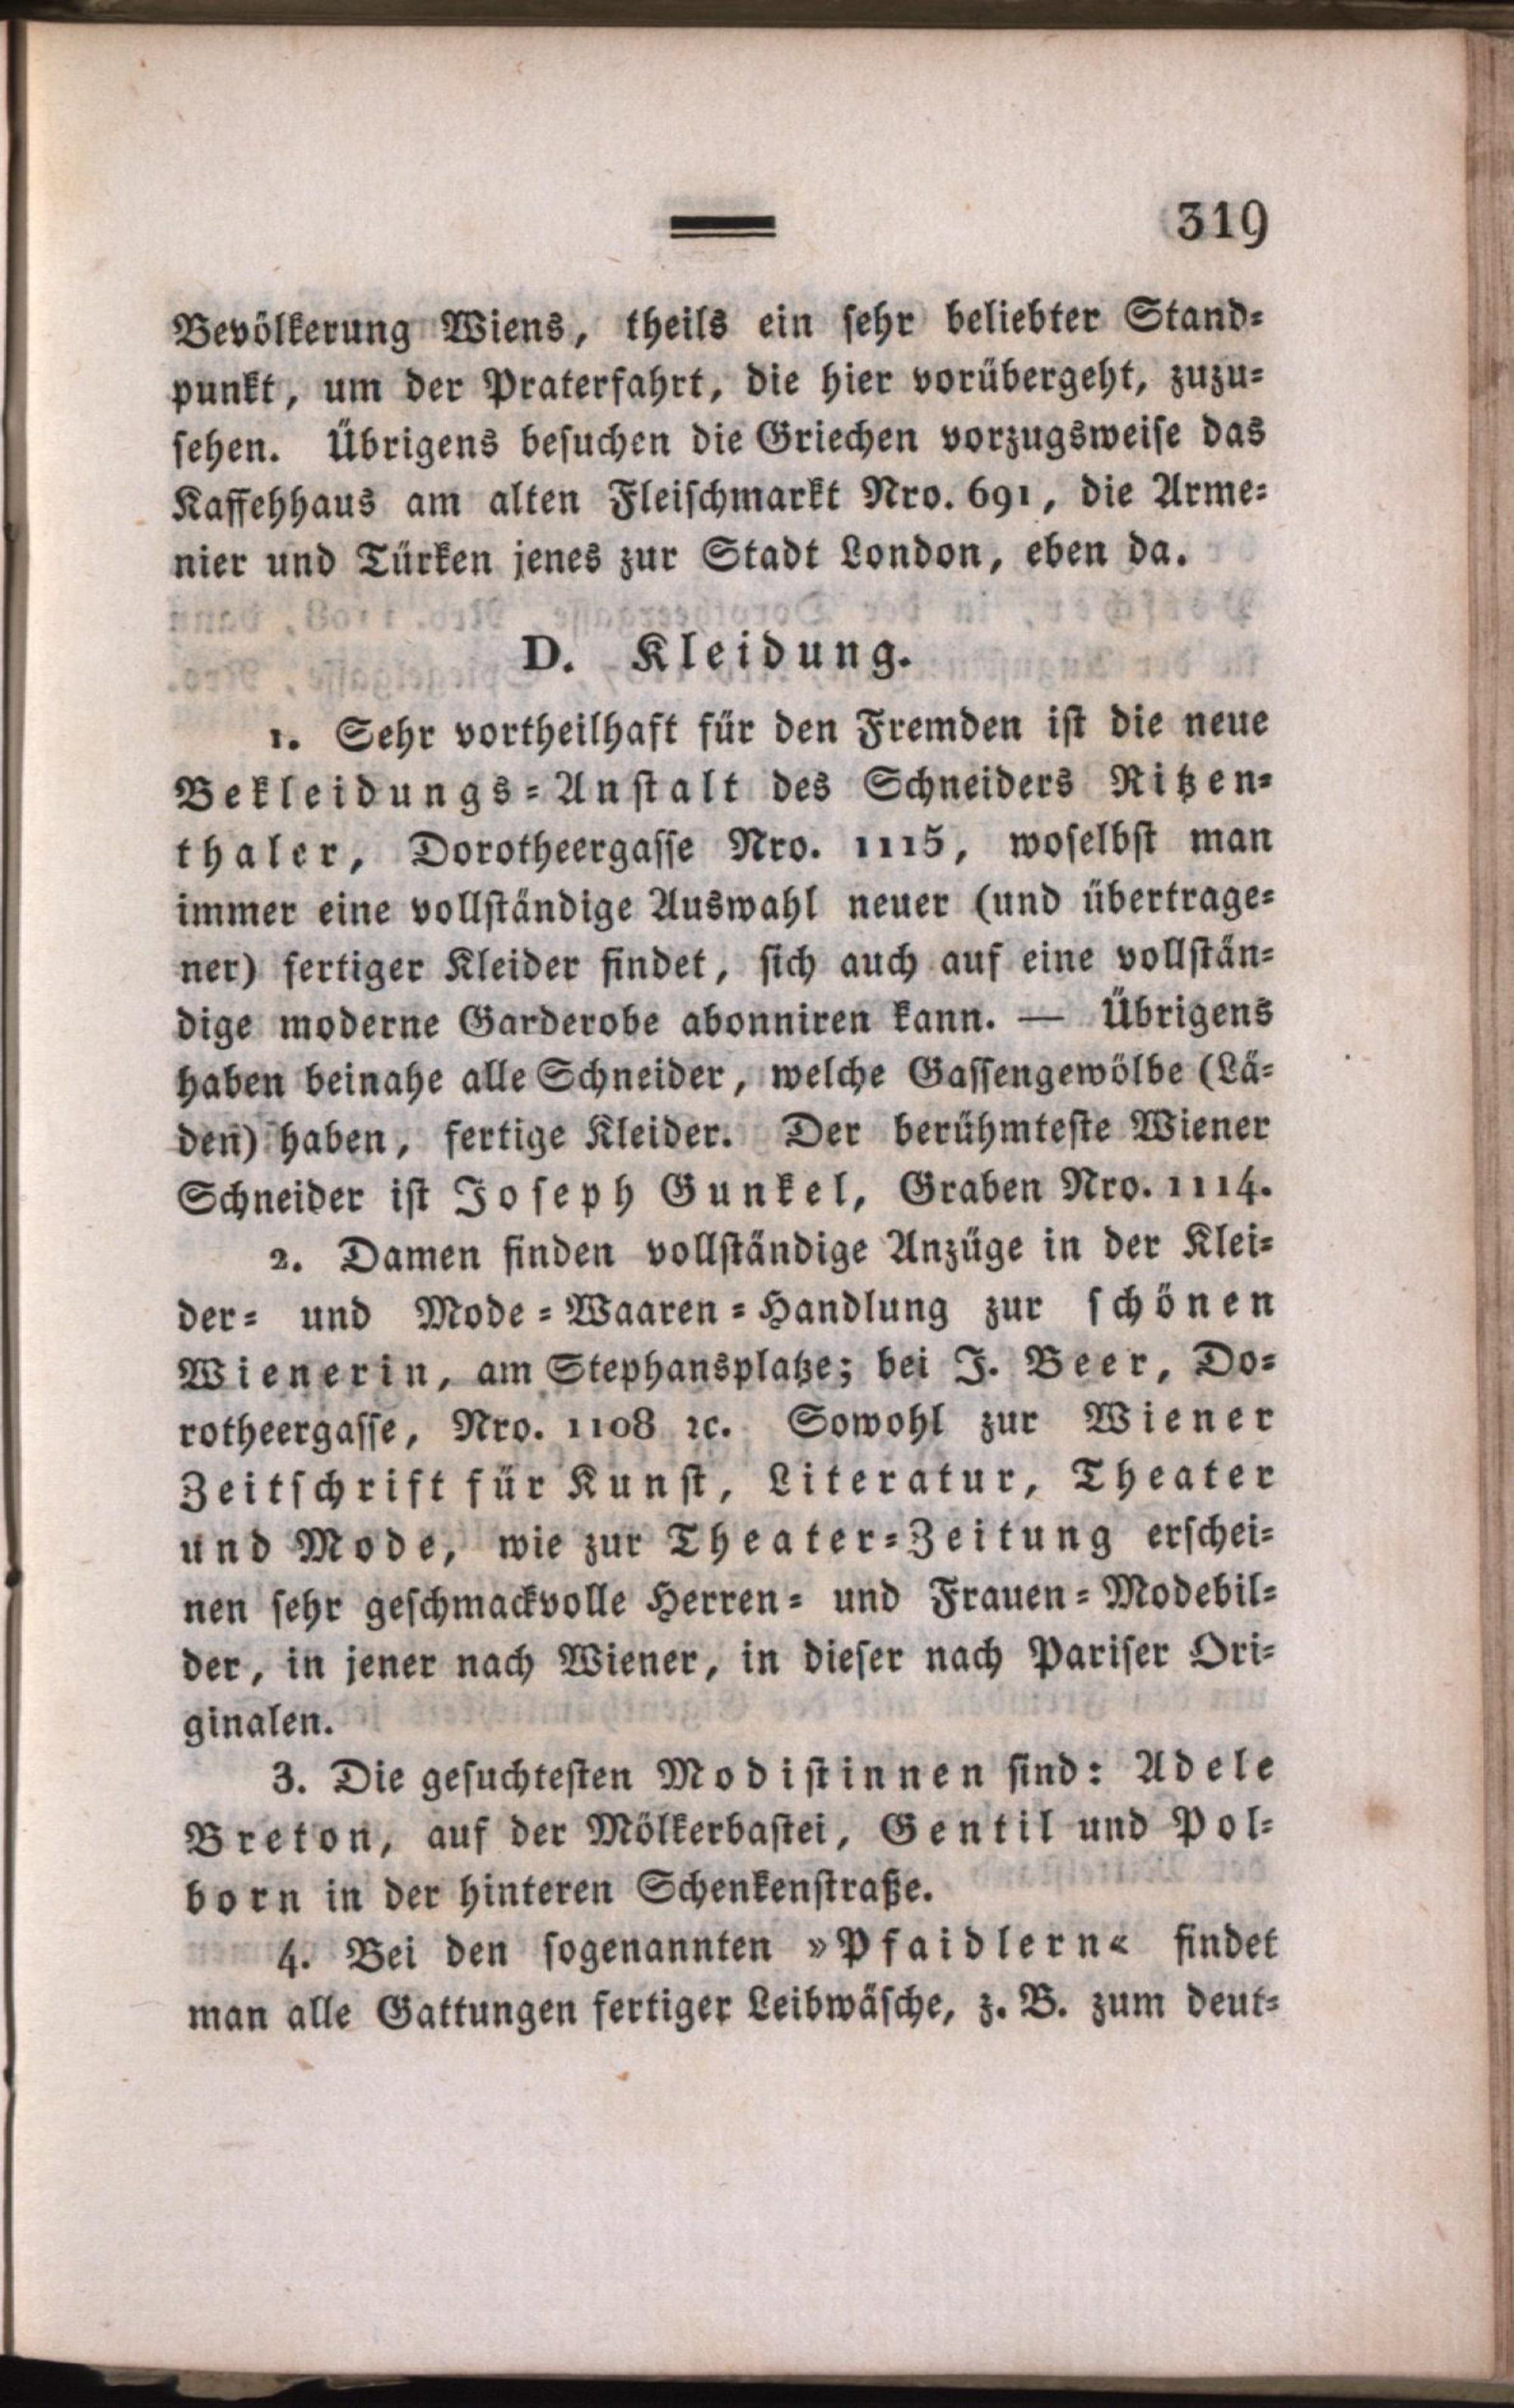 319
Bevölkerung Wiens, theils ein sehr beliebter Stand-
punkt, um der Praterfahrt, die hier vorübergeht, zuzu-
sehen. Übrigens besuchen die Griechen vorzugsweise das
Kaffehhaus am alten Fleischmarkt Nro. 691, die Arme-
nier und Türken jenes zur Stadt London, eben da.
D. Kleidung.
1. Sehr vortheilhaft für den Fremden ist die neue
Bekleidungs-Anstalt des Schneiders Ritzen-
thaler, Dorotheergasse Nro. 1115, woselbst man
immer eine vollständige Auswahl neuer (und übertrage-
ner) fertiger Kleider findet, sich auch auf eine vollstän-
dige moderne Garderobe abonniren kann. — Übrigens
haben beinahe alle Schneider, welche Gassengewölbe (Lä-
den) haben, fertige Kleider. Der berühmteste Wiener
Schneider ist Joseph Gunkel, Graben Nro. 1114.
2. Damen finden vollständige Anzüge in der Klei-
der- und Mode-Waaren-Handlung zur schönen
Wienerin, am Stephansplatze; bei J. Beer, Do-
rotheergasse, Nro. 1108 ꝛc. Sowohl zur Wiener
Zeitschrift für Kunst, Literatur, Theater
und Mode, wie zur Theater-Zeitung erschei-
nen sehr geschmackvolle Herren- und Frauen-Modebil-
der, in jener nach Wiener, in dieser nach Pariser Ori-
ginalen.
3. Die gesuchtesten Modistinnen sind: Adele
Breton, auf der Mölkerbastei, Gentil und Pol-
born in der hinteren Schenkenstraße.
4. Bei den sogenannten »Pfaidlern« findet
man alle Gattungen fertiger Leibwäsche, z. B. zum deut-